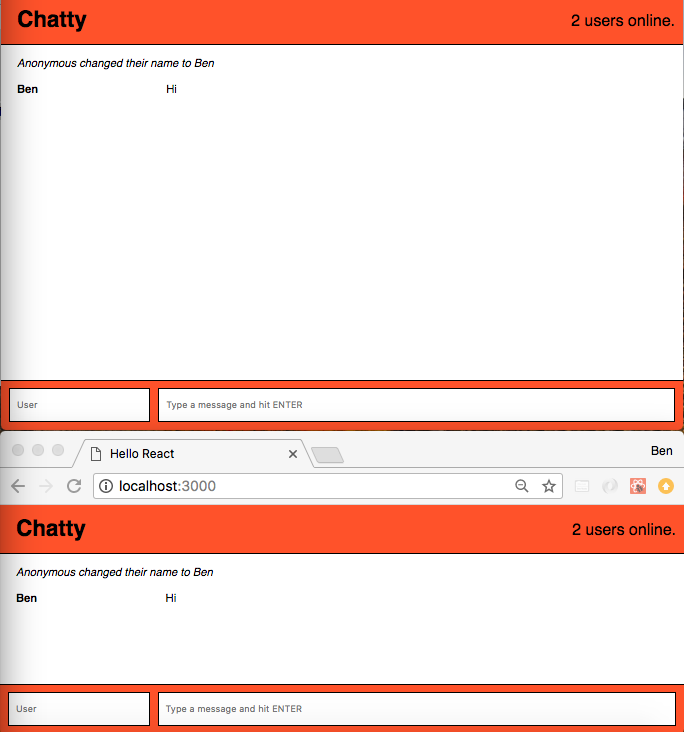 Chatty 2 users online.
Anonymous changed their name to Ben
Ben Hi
User Type a message and hit ENTER
Hello React Ben
localhost:3000
Chatty 2 users online.
Anonymous changed their name to Ben
Ben Hi
User Type a message and hit ENTER